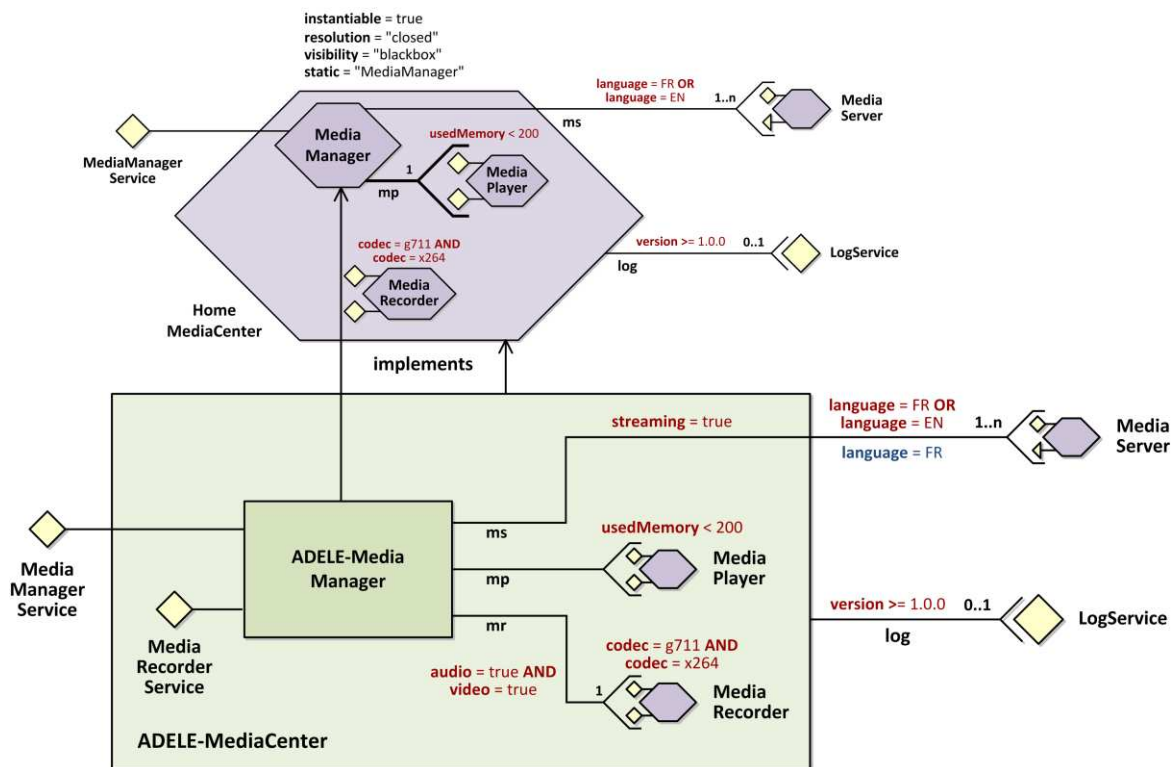 instantiable = true
resolution = "closed"
visibility = "blackbox"
static = "MediaManager"
language = FR OR
language = EN
1..n
Media
Server
ms
Media
Manager
MediaManager
Service
usedMemory < 200
1
mp
Media
Player
version >= 1.0.0
0..1
log
LogService
codec = g711 AND
codec = x264
Media
Recorder
Home
MediaCenter
implements
streaming = true
language = FR OR
language = EN
1..n
language = FR
Media
Server
ADELE-Media
Manager
ms
usedMemory < 200
mp
Media
Player
Media
Manager
Service
Media
Recorder
Service
mr
version >= 1.0.0
0..1
log
LogService
audio = true AND
video = true
codec = g711 AND
codec = x264
1
Media
Recorder
ADELE-MediaCenter